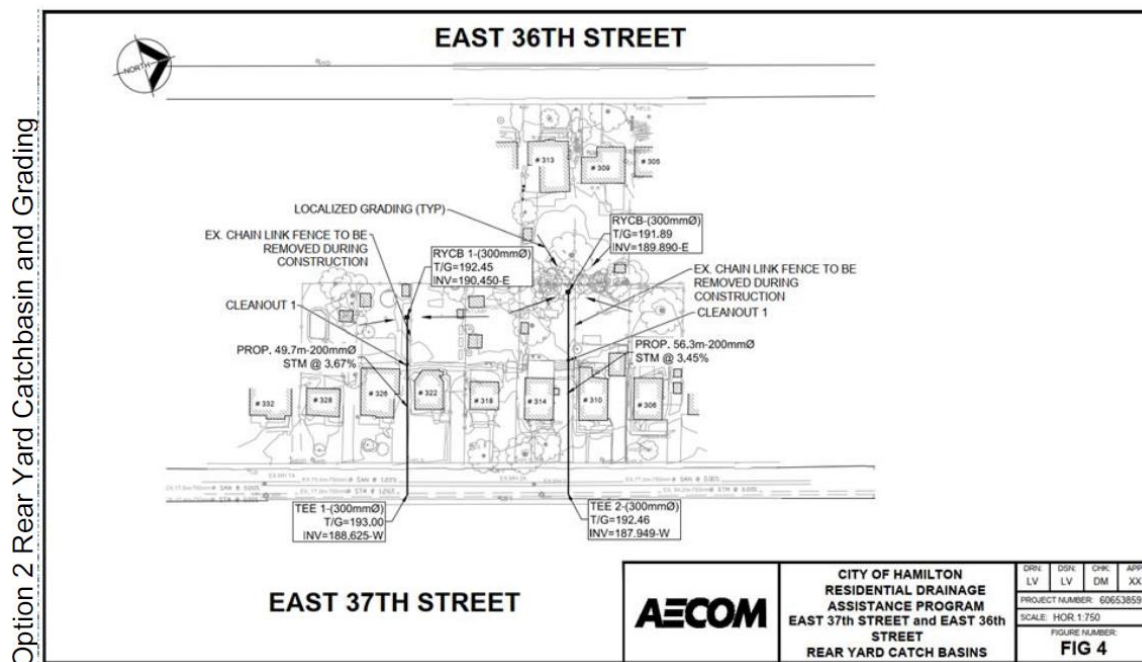 Option 2 Rear Yard Catchbasin and Grading
EAST 36TH STREET
NORTH
# 313
# 309
# 305
LOCALIZED GRADING (TYP)
RYCB-(300mmØ)
T/G=191.89
INV=189.890-E
EX. CHAIN LINK FENCE TO BE
REMOVED DURING
CONSTRUCTION
RYCB 1-(300mmØ)
T/G=192.45
INV=190.450-E
EX. CHAIN LINK FENCE TO BE
REMOVED DURING
CONSTRUCTION
CLEANOUT 1
CLEANOUT 1
PROP. 49.7m-200mmØ
STM @ 3.67%
PROP. 56.3m-200mmØ
STM @ 3.45%
# 332
# 328
# 326
# 322
# 318
# 314
# 310
# 306
TEE 1-(300mmØ)
T/G=193.00
INV=188.625-W
TEE 2-(300mmØ)
T/G=192.46
INV=187.949-W
EAST 37TH STREET
AECOM
CITY OF HAMILTON
RESIDENTIAL DRAINAGE
ASSISTANCE PROGRAM
EAST 37th STREET and EAST 36th
STREET
REAR YARD CATCH BASINS
DRN: DSN: CHK: APP
LV LV DM XX
PROJECT NUMBER: 60653859
SCALE: HOR.1:750
FIGURE NUMBER:
FIG 4